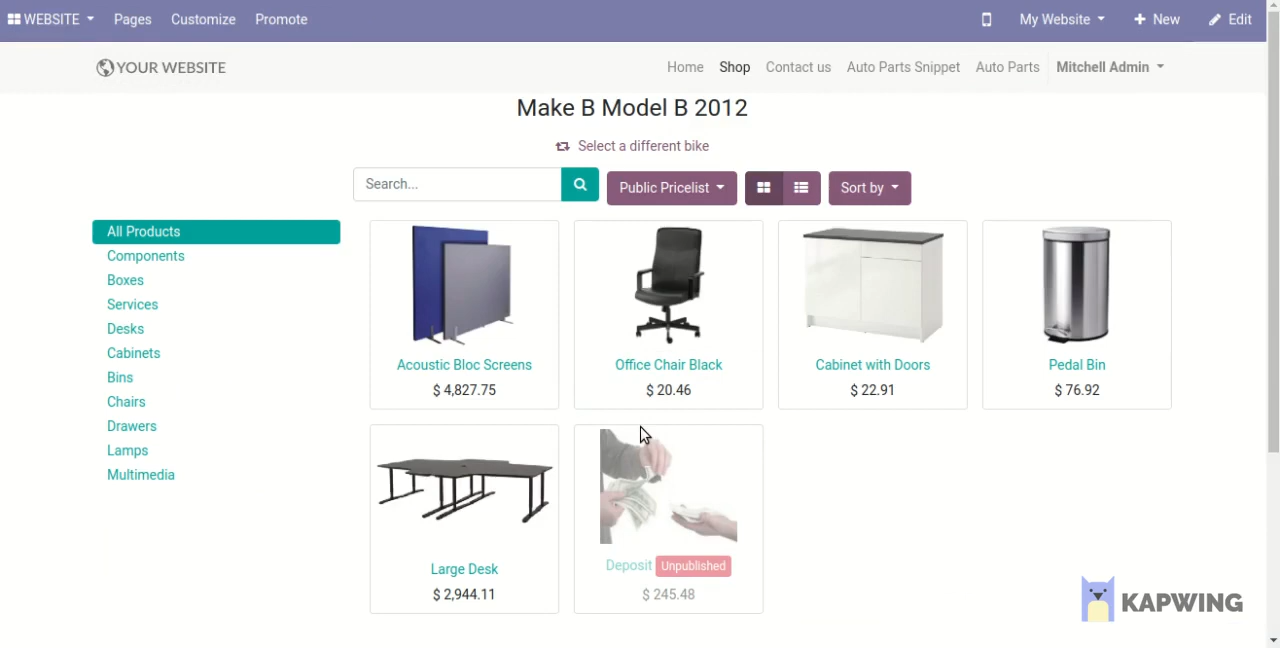 WEBSITE Pages Customize Promote My Website New Edit
YOUR WEBSITE Home Shop Contact us Auto Parts Snippet Auto Parts Mitchell Admin
Make B Model B 2012
Select a different bike
Search... Public Pricelist Sort by
All Products
Components
Boxes
Services
Desks
Cabinets
Bins
Chairs
Drawers
Lamps
Multimedia
Acoustic Bloc Screens Office Chair Black Cabinet with Doors Pedal Bin
$ 4,827.75 $ 20.46 $ 22.91 $ 76.92
Large Desk Deposit Unpublished
$ 2,944.11 $ 245.48
KAPWING